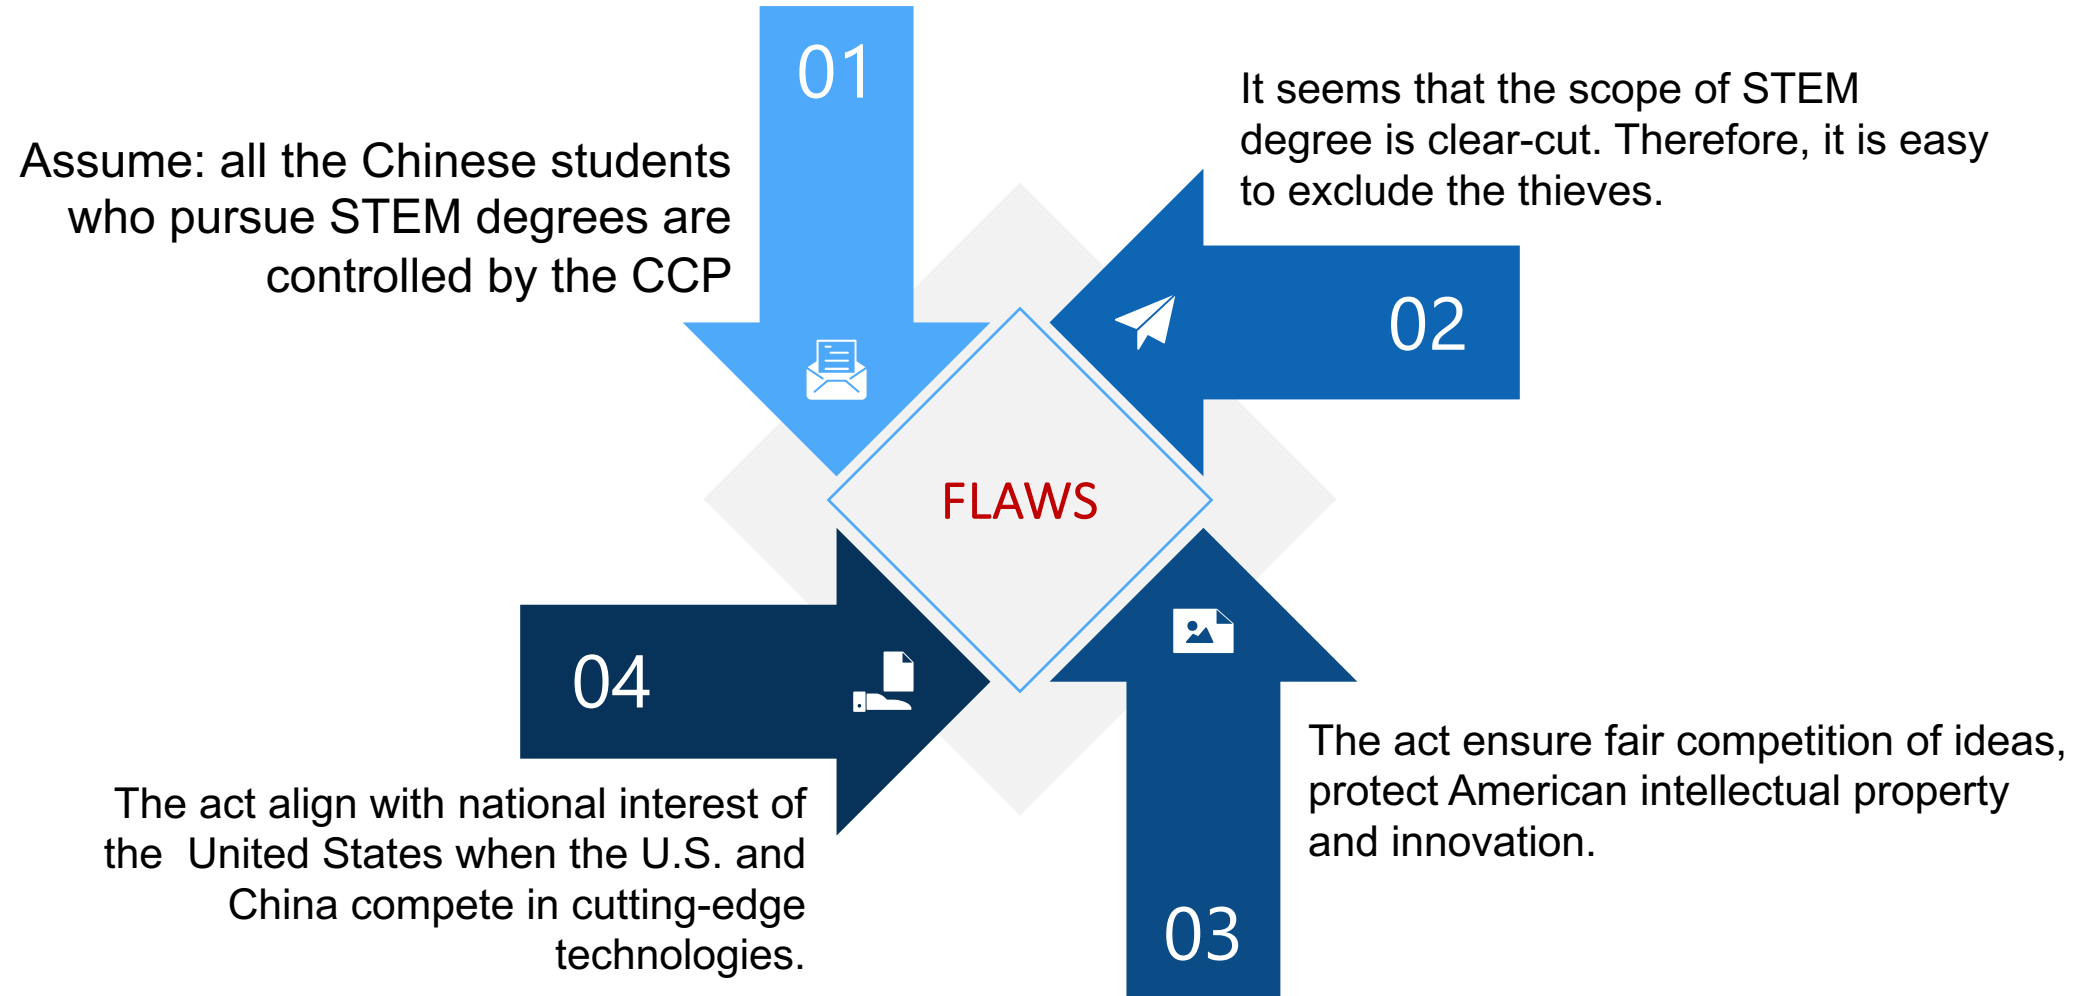 01
Assume: all the Chinese students
who pursue STEM degrees are
controlled by the CCP
It seems that the scope of STEM
degree is clear-cut. Therefore, it is easy
to exclude the thieves.
02
FLAWS
04
The act align with national interest of
the  United States when the U.S. and
China compete in cutting-edge
technologies.
The act ensure fair competition of ideas,
protect American intellectual property
and innovation.
03